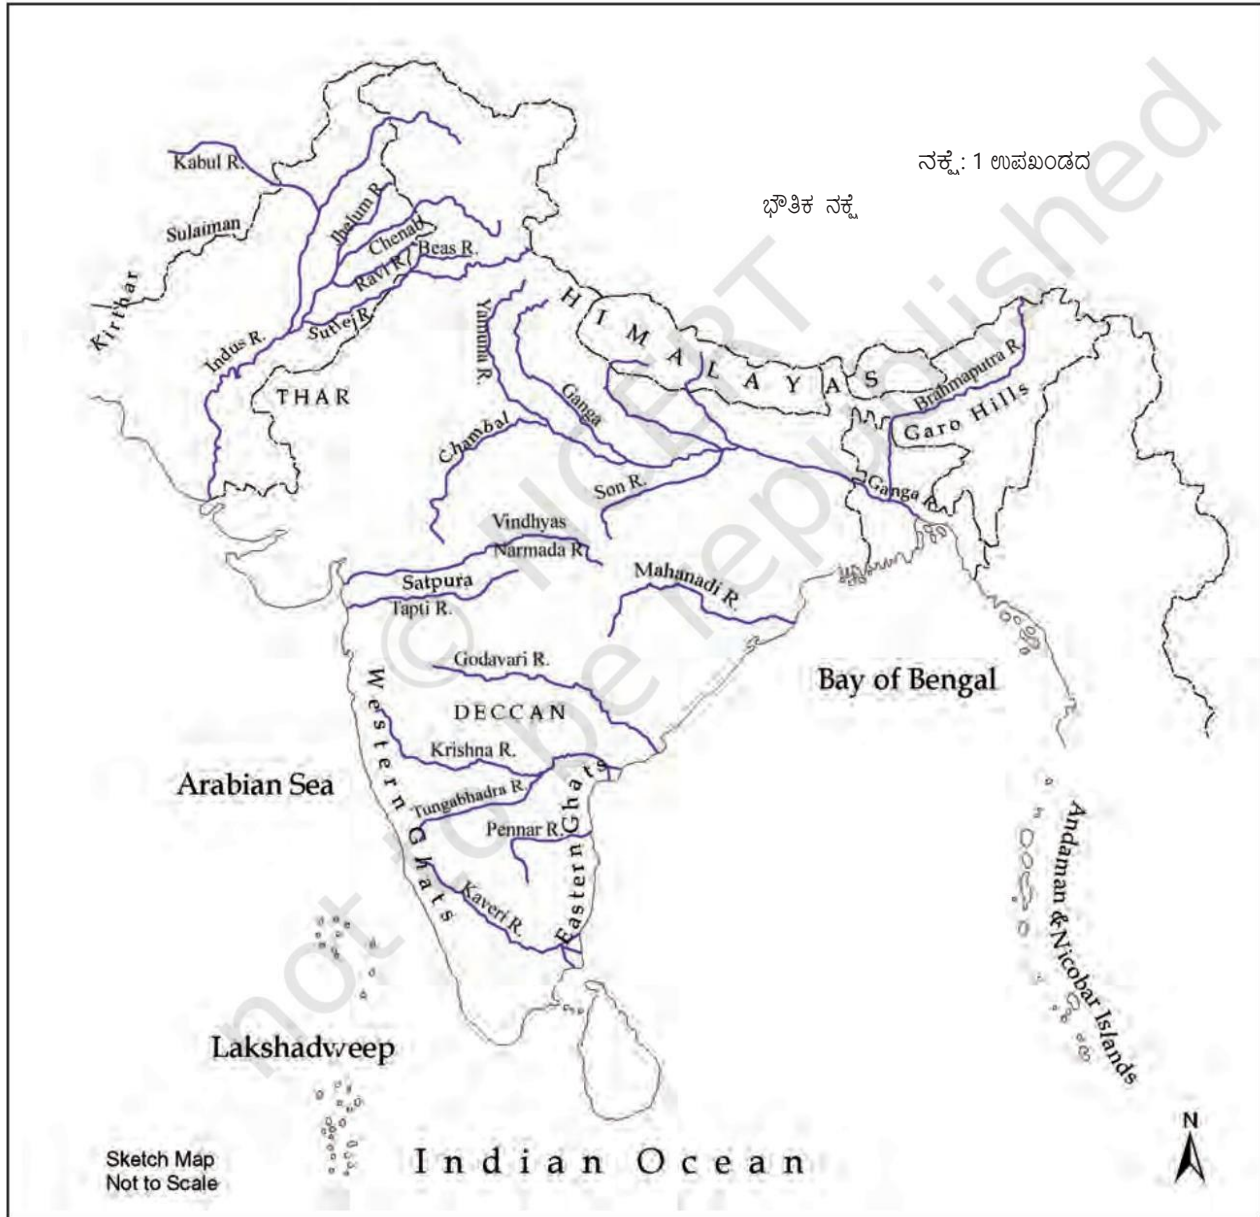 ನಕ್ಷೆ: 1 ಉಪಖಂಡದ
ಭೌತಿಕ ನಕ್ಷೆ
Kabul R.
Sulaiman
Kirthar
Jhelum R.
Chenab
Beas R.
Ravi R.
Sutlej R.
Indus R.
THAR
HIMALAYAS
Yamuna R.
Ganga
Chambal
Brahmaputra R.
Garo Hills
Ganga R.
Son R.
Vindhyas
Narmada R.
Satpura
Tapti R.
Mahanadi R.
Godavari R.
DECCAN
Western Ghats
Krishna R.
Tungabhadra R.
Pennar R.
Eastern Ghats
Kaveri R.
Bay of Bengal
Arabian Sea
Andaman & Nicobar Islands
Lakshadweep
Indian Ocean
Sketch Map
Not to Scale
N
© NCERT
not to be republished